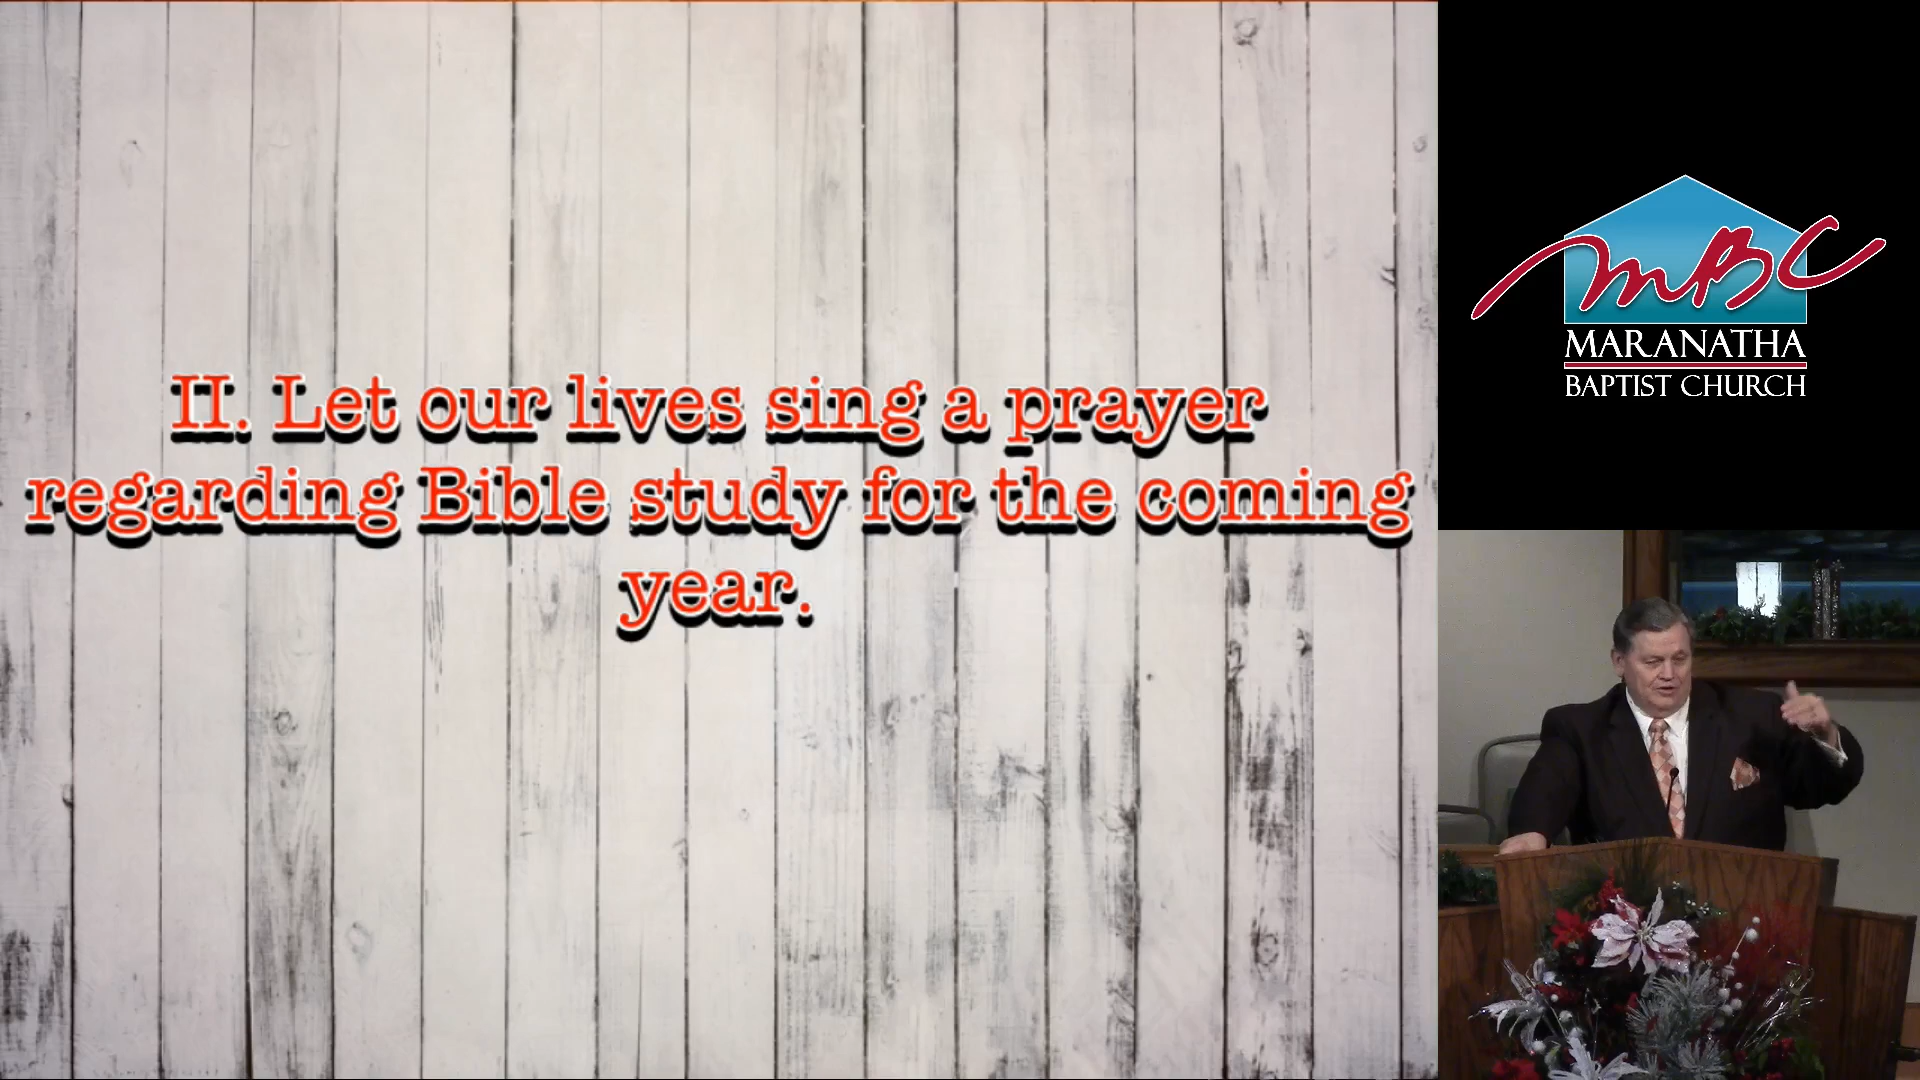 II. Let our lives sing a prayer
regarding Bible study for the coming
year.
MBC
MARANATHA
BAPTIST CHURCH